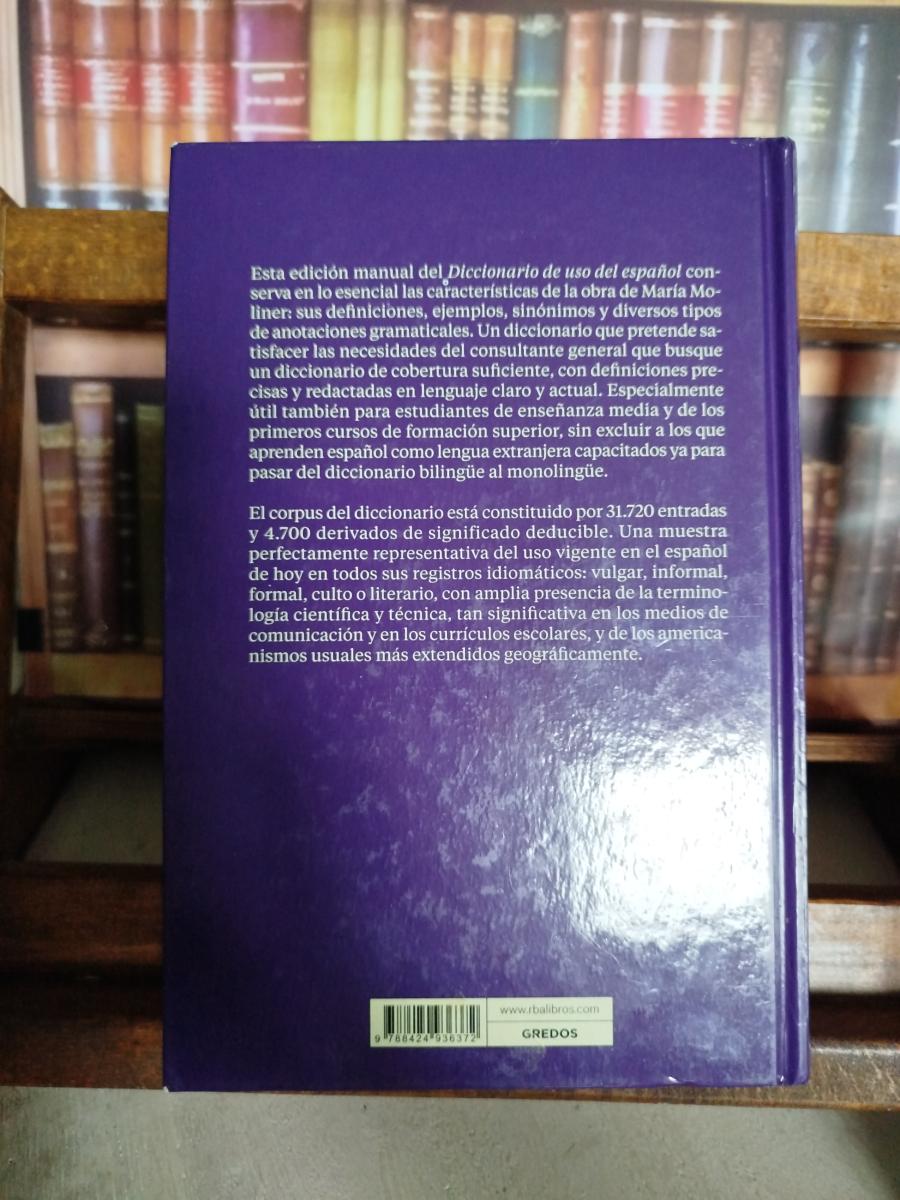 Esta edición manual del Diccionario de uso del español con-
serva en lo esencial las características de la obra de María Mo-
liner: sus definiciones, ejemplos, sinónimos y diversos tipos
de anotaciones gramaticales. Un diccionario que pretende sa-
tisfacer las necesidades del consultante general que busque
un diccionario de cobertura suficiente, con definiciones pre-
cisas y redactadas en lenguaje claro y actual. Especialmente
útil también para estudiantes de enseñanza media y de los
primeros cursos de formación superior, sin excluir a los que
aprenden español como lengua extranjera capacitados ya para
pasar del diccionario bilingüe al monolingüe.
El corpus del diccionario está constituido por 31.720 entradas
y 4.700 derivados de significado deducible. Una muestra
perfectamente representativa del uso vigente en el español
de hoy en todos sus registros idiomáticos: vulgar, informal,
formal, culto o literario, con amplia presencia de la termino-
logía científica y técnica, tan significativa en los medios de
comunicación y en los currículos escolares, y de los america-
nismos usuales más extendidos geográficamente.
www.rbalibros.com
GREDOS
9 788424 936372